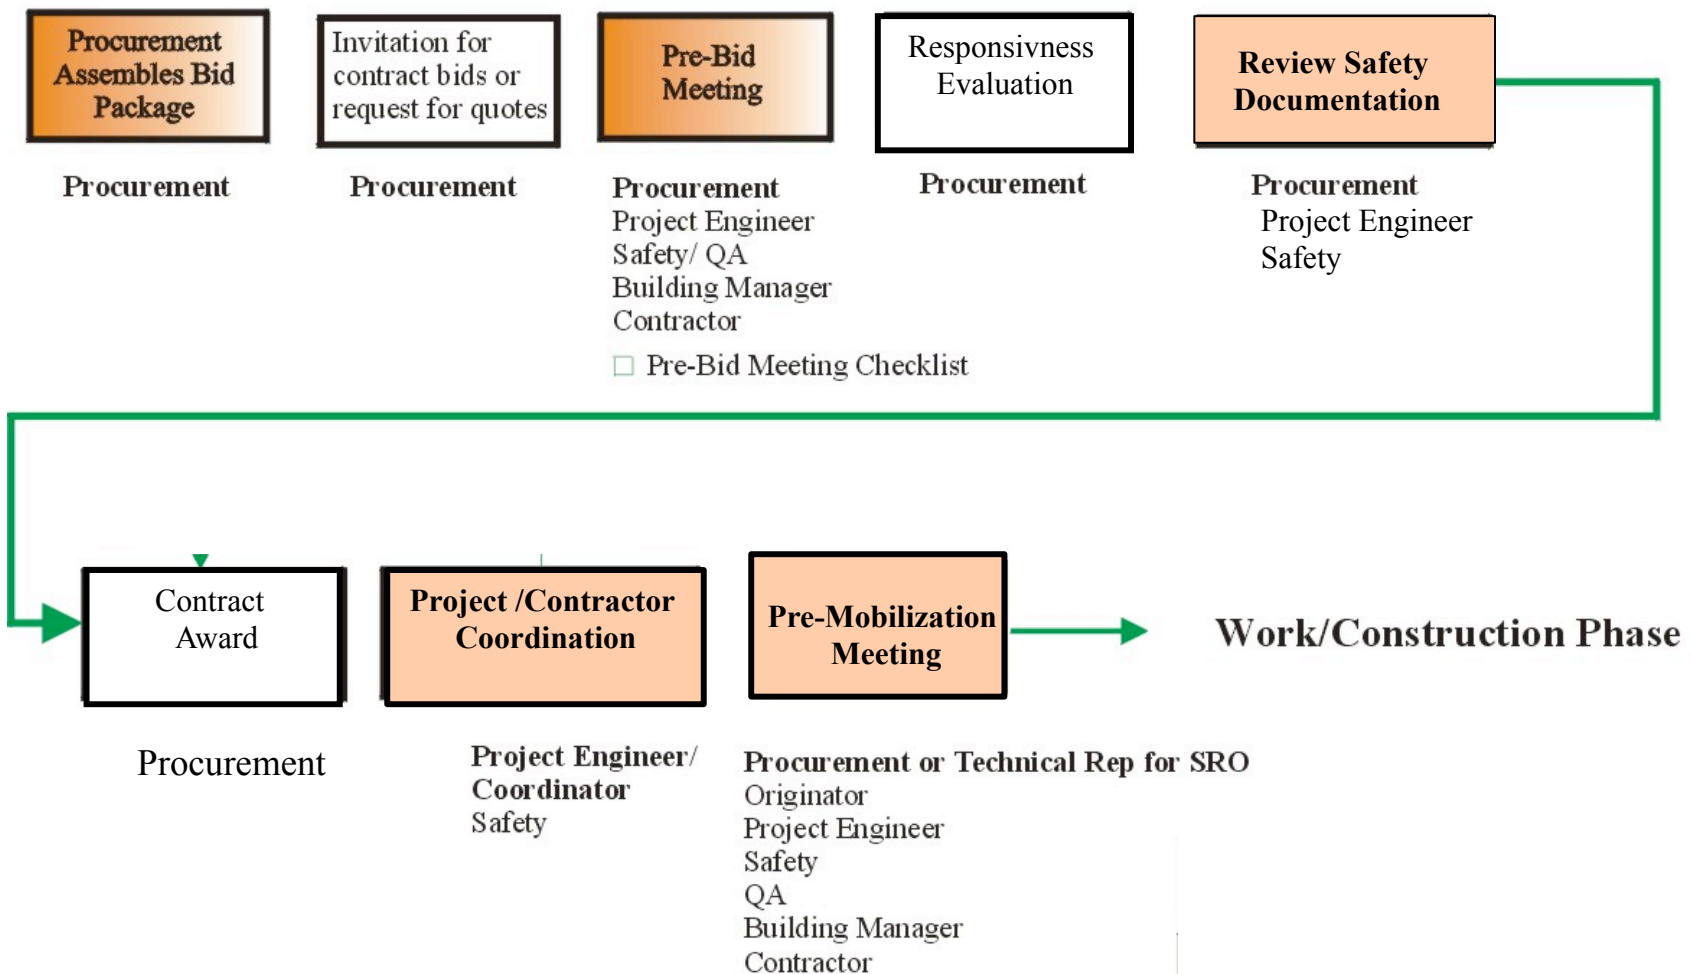 Procurement
Assembles Bid
Package
Invitation for
contract bids or
request for quotes
Pre-Bid
Meeting
Responsivness
Evaluation
Review Safety
Documentation
Procurement
Procurement
Procurement
Project Engineer
Safety/ QA
Building Manager
Contractor
Pre-Bid Meeting Checklist
Procurement
Procurement
Project Engineer
Safety
Contract
Award
Project /Contractor
Coordination
Pre-Mobilization
Meeting
Work/Construction Phase
Procurement
Project Engineer/
Coordinator
Safety
Procurement or Technical Rep for SRO
Originator
Project Engineer
Safety
QA
Building Manager
Contractor